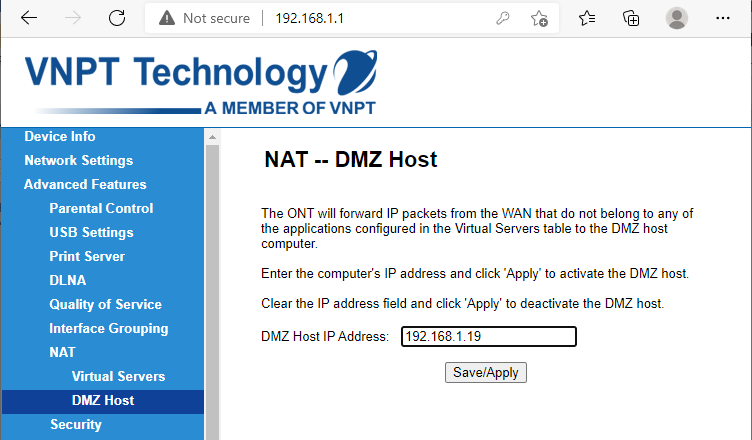 Not secure | 192.168.1.1
VNPT Technology
A MEMBER OF VNPT
Device Info
Network Settings
Advanced Features
Parental Control
USB Settings
Print Server
DLNA
Quality of Service
Interface Grouping
NAT
Virtual Servers
DMZ Host
Security
NAT -- DMZ Host
The ONT will forward IP packets from the WAN that do not belong to any of
the applications configured in the Virtual Servers table to the DMZ host
computer.
Enter the computer's IP address and click 'Apply' to activate the DMZ host.
Clear the IP address field and click 'Apply' to deactivate the DMZ host.
DMZ Host IP Address: 192.168.1.19
Save/Apply